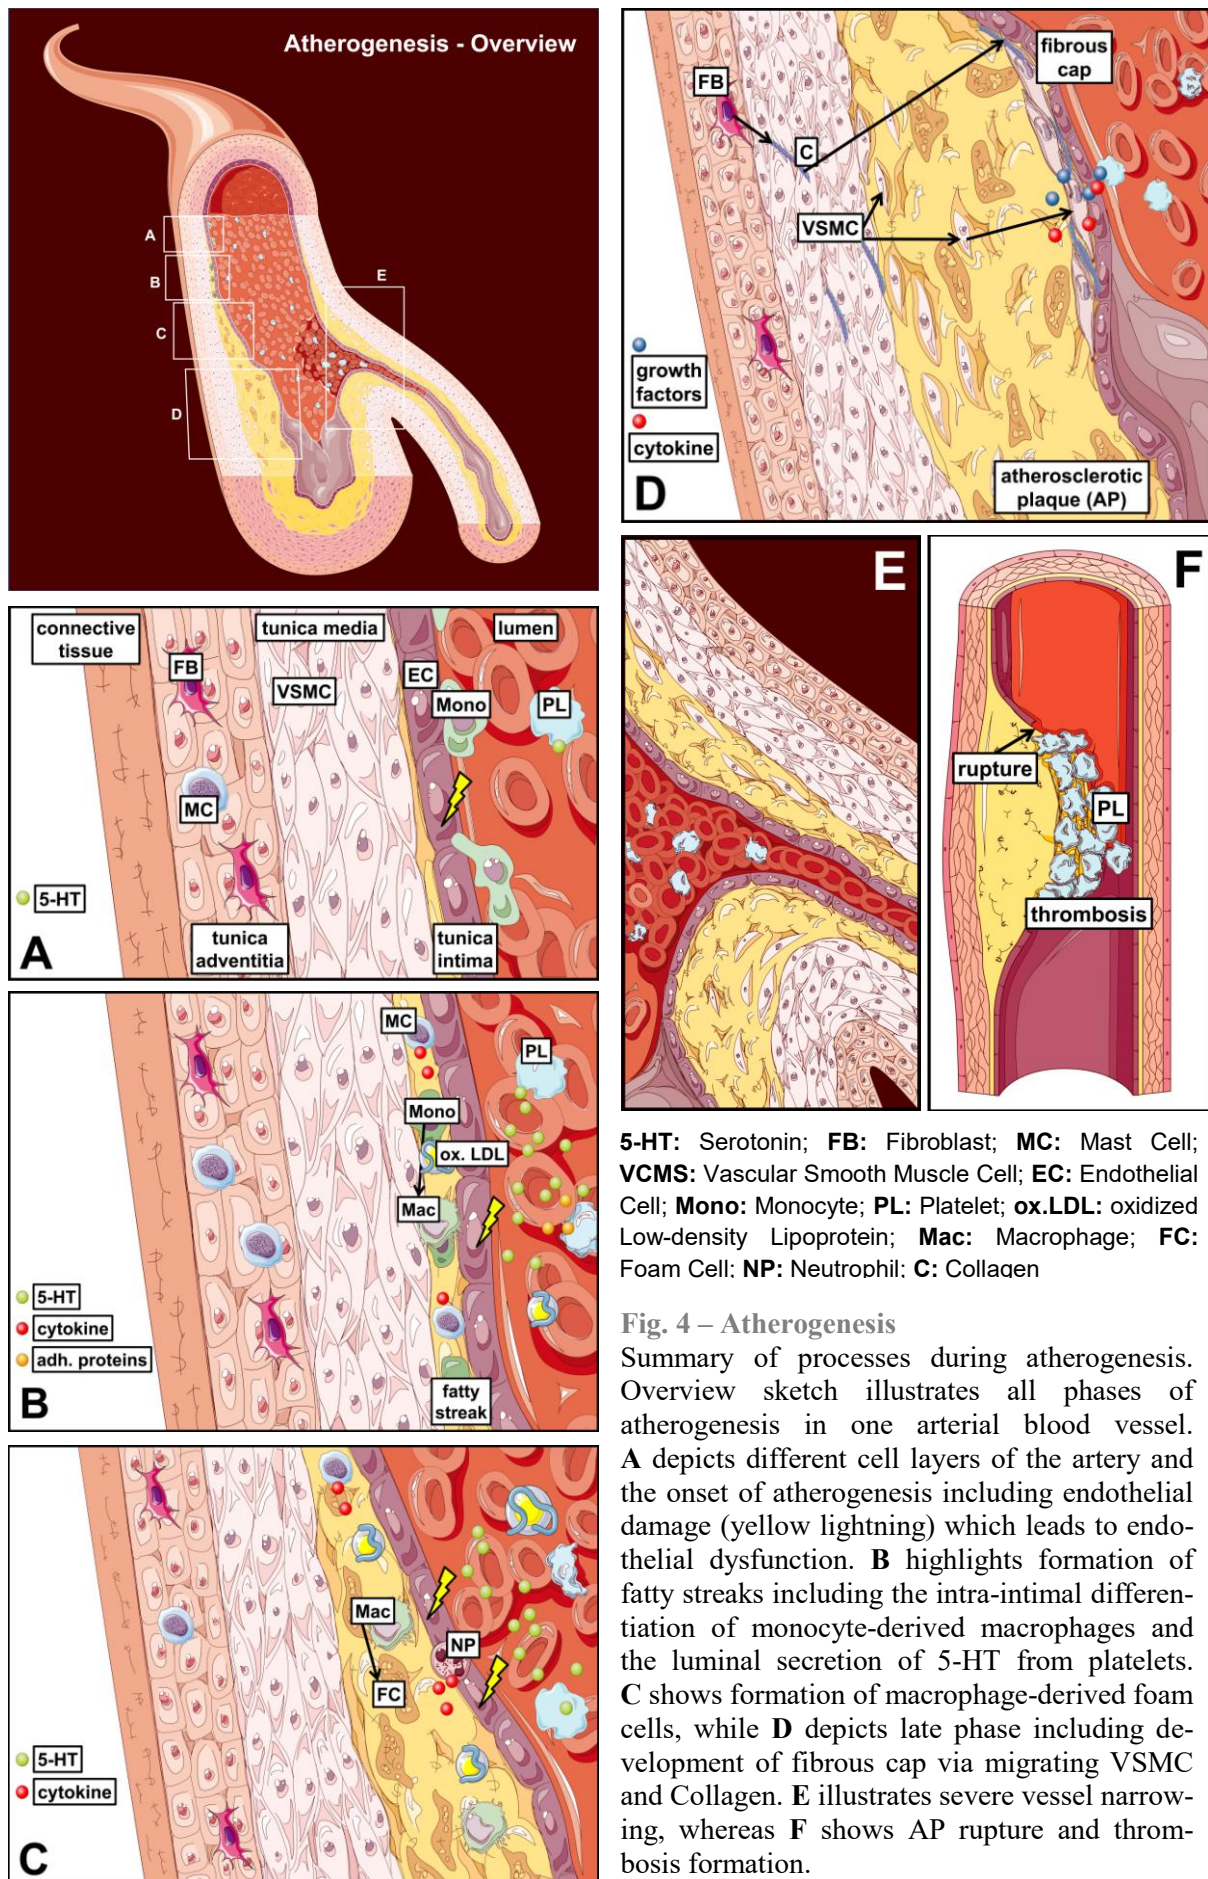 Atherogenesis - Overview
A
B
C
D
E
connective
tissue
tunica media
lumen
FB
VSMC
EC
Mono
PL
MC
5-HT
tunica
adventitia
tunica
intima
A
MC
PL
Mono
ox. LDL
Mac
5-HT
cytokine
adh. proteins
fatty
streak
B
Mac
NP
FC
5-HT
cytokine
C
fibrous
cap
FB
C
VSMC
growth
factors
cytokine
atherosclerotic
plaque (AP)
D
E
F
rupture
PL
thrombosis
5-HT: Serotonin; FB: Fibroblast; MC: Mast Cell;
VCMS: Vascular Smooth Muscle Cell; EC: Endothelial
Cell; Mono: Monocyte; PL: Platelet; ox.LDL: oxidized
Low-density Lipoprotein; Mac: Macrophage; FC:
Foam Cell; NP: Neutrophil; C: Collagen
Fig. 4 – Atherogenesis
Summary of processes during atherogenesis.
Overview sketch illustrates all phases of
atherogenesis in one arterial blood vessel.
A depicts different cell layers of the artery and
the onset of atherogenesis including endothelial
damage (yellow lightning) which leads to endo-
thelial dysfunction. B highlights formation of
fatty streaks including the intra-intimal differen-
tiation of monocyte-derived macrophages and
the luminal secretion of 5-HT from platelets.
C shows formation of macrophage-derived foam
cells, while D depicts late phase including de-
velopment of fibrous cap via migrating VSMC
and Collagen. E illustrates severe vessel narrow-
ing, whereas F shows AP rupture and throm-
bosis formation.